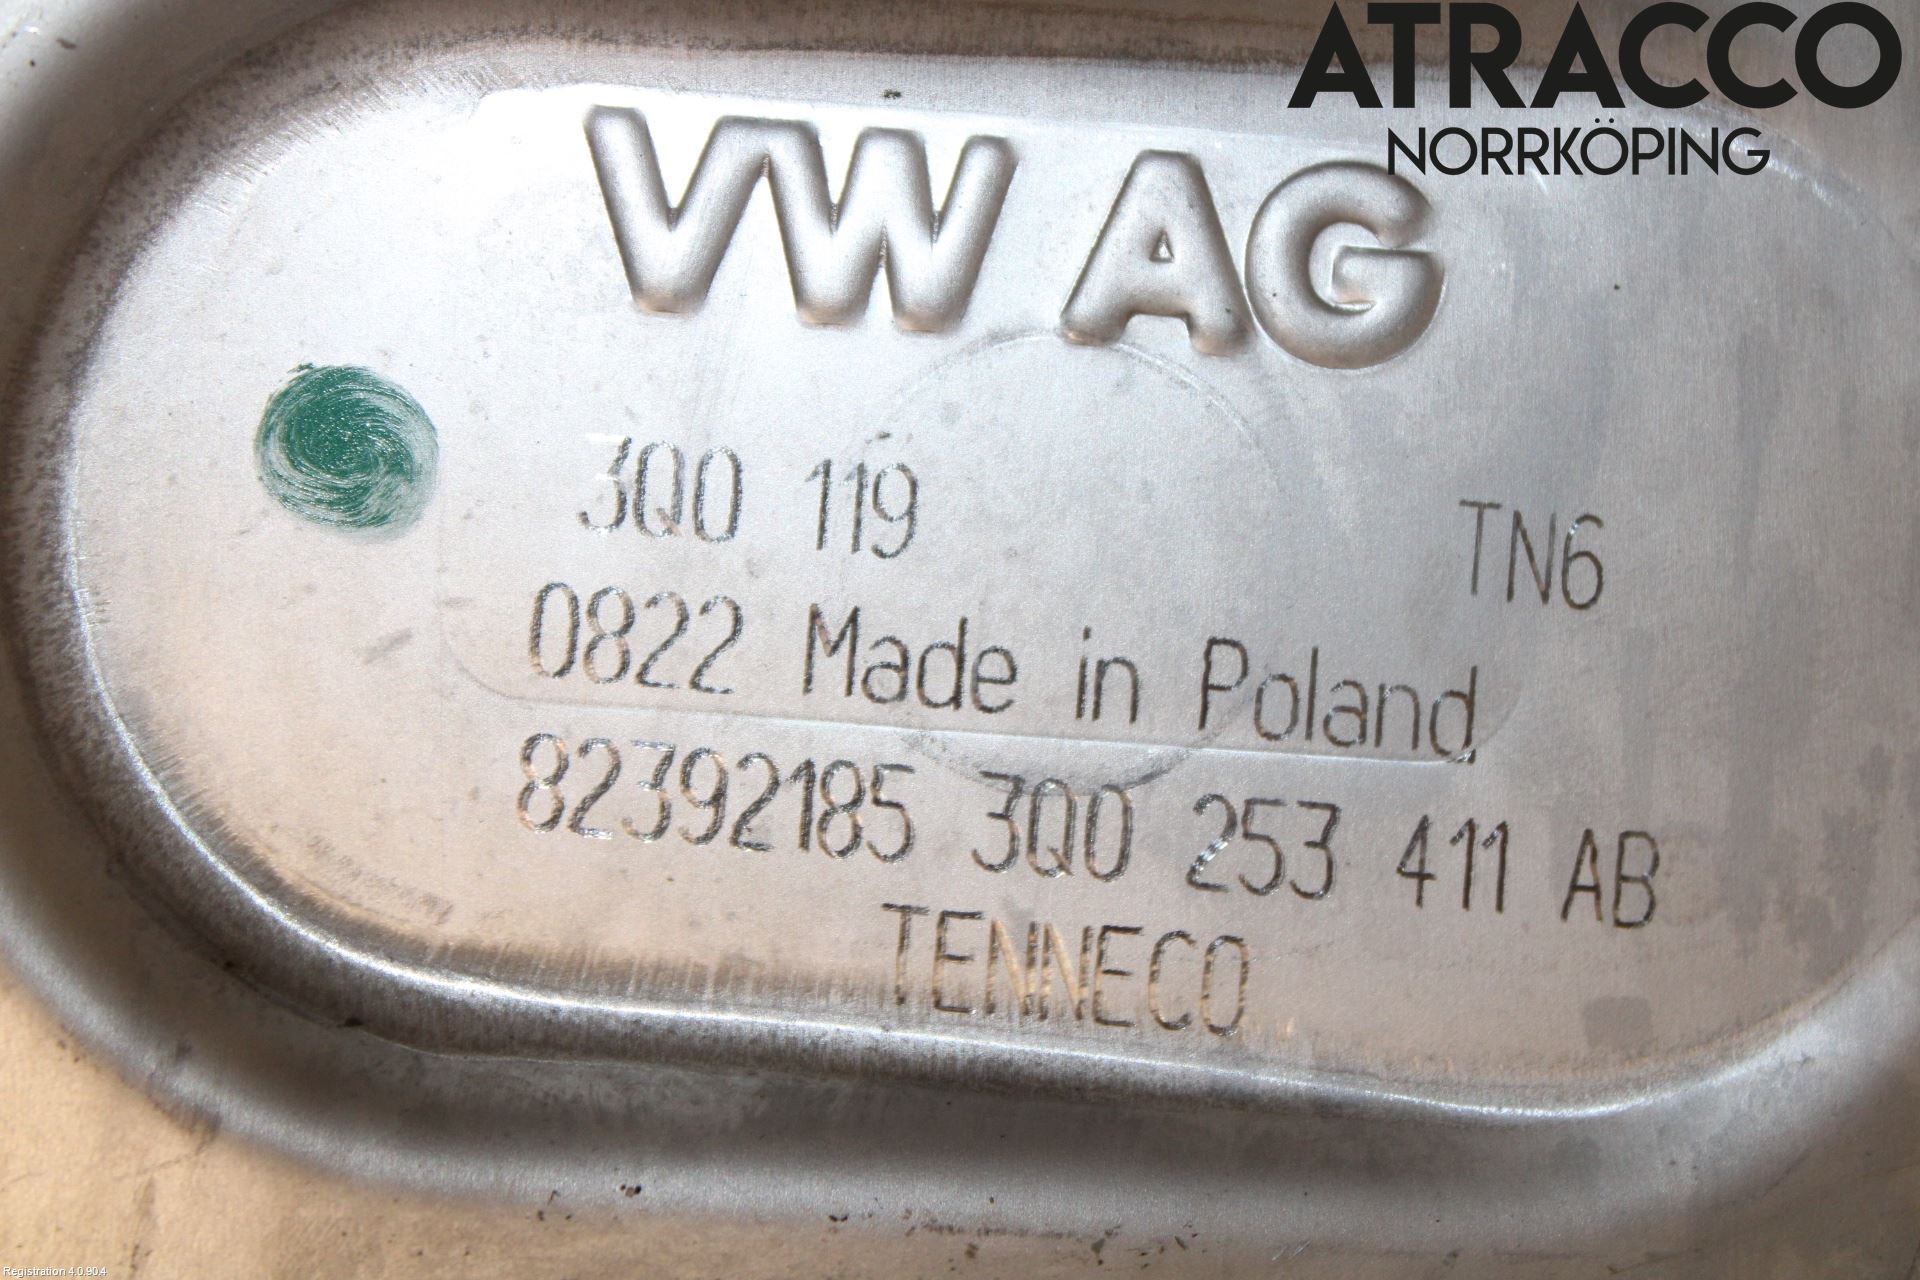 ATRACCO
NORRKÖPING
VW AG
3Q0 119
TN6
0822 Made in Poland
82392185 3Q0 253 411 AB
TENNECO
Registration 4.0.90.4